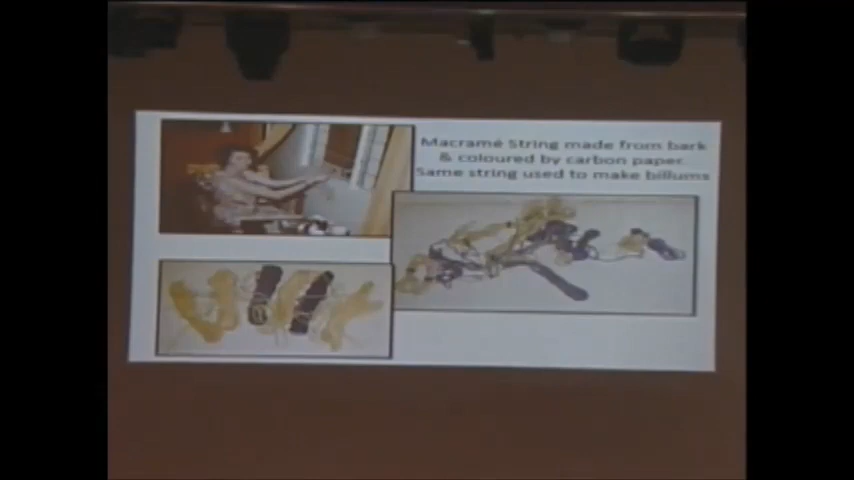 Macramé String made from bark
& coloured by carbon paper.
Same string used to make billums